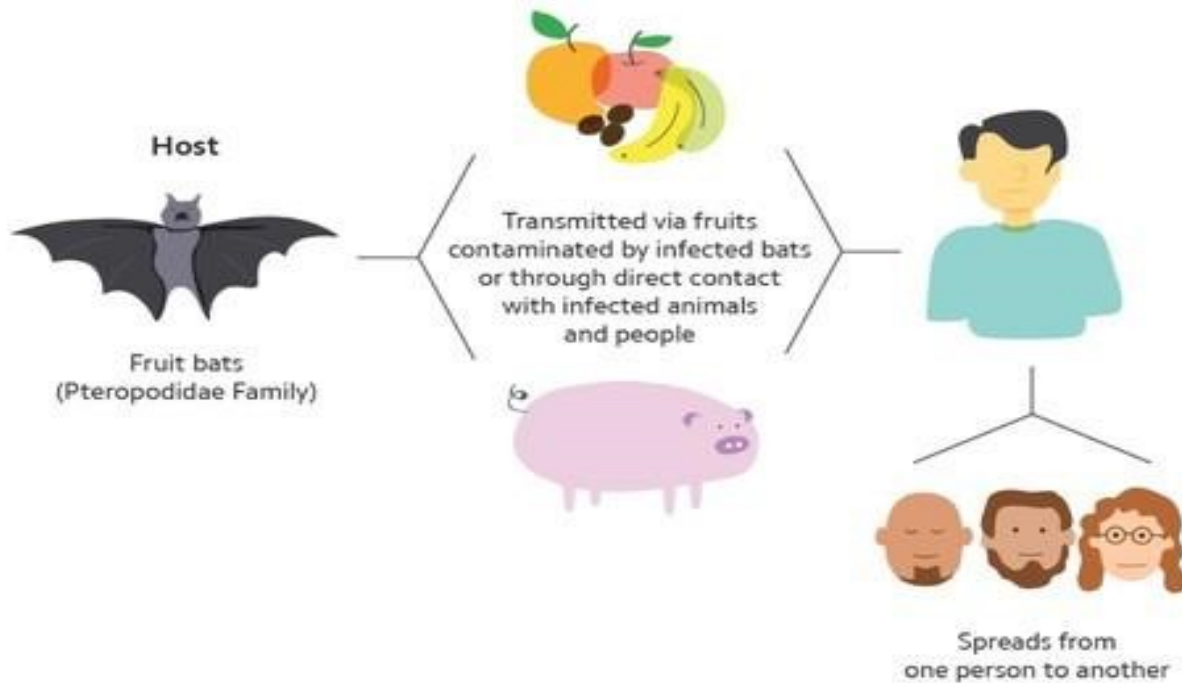 Host
Fruit bats
(Pteropodidae Family)
Transmitted via fruits
contaminated by infected bats
or through direct contact
with infected animals
and people
Spreads from
one person to another